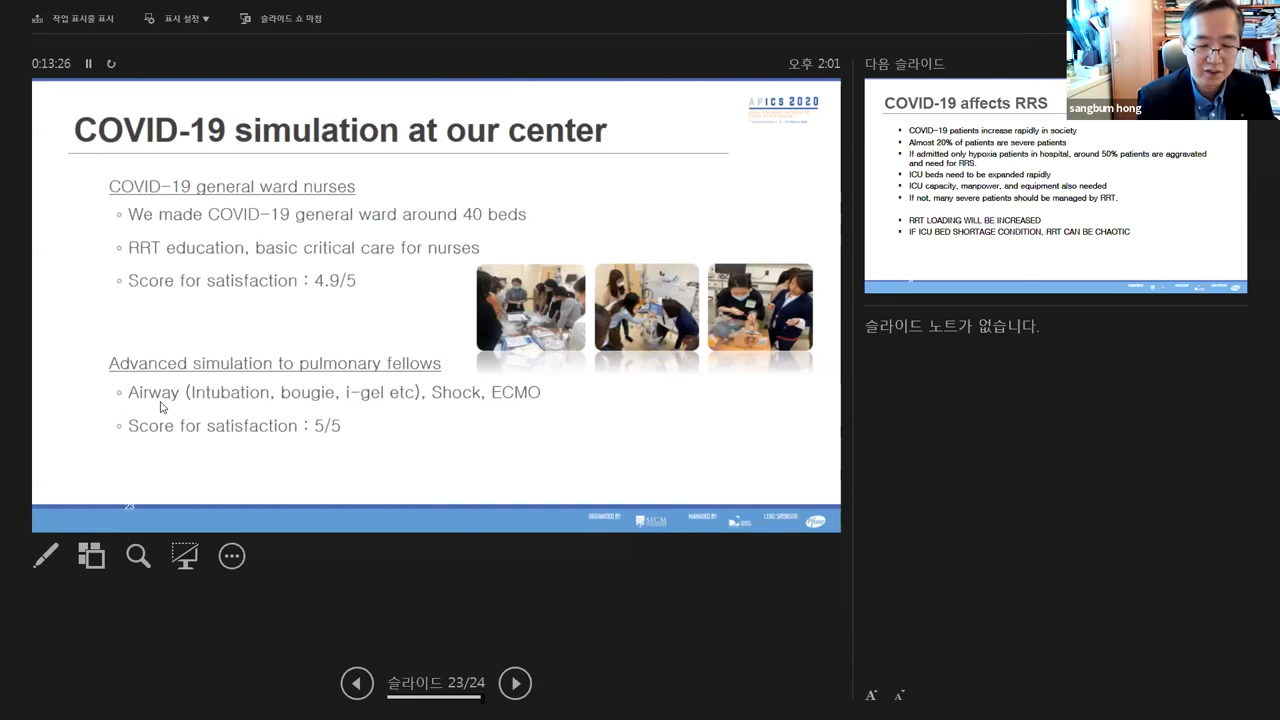 작업 표시줄 표시
표시 설정 ▼
슬라이드 쇼 마침
0:13:26
오후 2:01
APICS 2020
COVID-19 simulation at our center
COVID-19 general ward nurses
◦ We made COVID-19 general ward around 40 beds
◦ RRT education, basic critical care for nurses
◦ Score for satisfaction : 4.9/5
Advanced simulation to pulmonary fellows
◦ Airway (Intubation, bougie, i-gel etc), Shock, ECMO
◦ Score for satisfaction : 5/5
23
ORGANISED BY
SICM
MANAGED BY
LEAD SPONSOR
Pfizer
슬라이드 23/24
다음 슬라이드
sangbum hong
COVID-19 affects RRS
▪ COVID-19 patients increase rapidly in society
▪ Almost 20% of patients are severe patients
▪ If admitted only hypoxia patients in hospital, around 50% patients are aggravated
and need for RRS.
▪ ICU beds need to be expanded rapidly
▪ ICU capacity, manpower, and equipment also needed
▪ If not, many severe patients should be managed by RRT.
▪ RRT LOADING WILL BE INCREASED
▪ IF ICU BED SHORTAGE CONDITION, RRT CAN BE CHAOTIC
슬라이드 노트가 없습니다.
A A